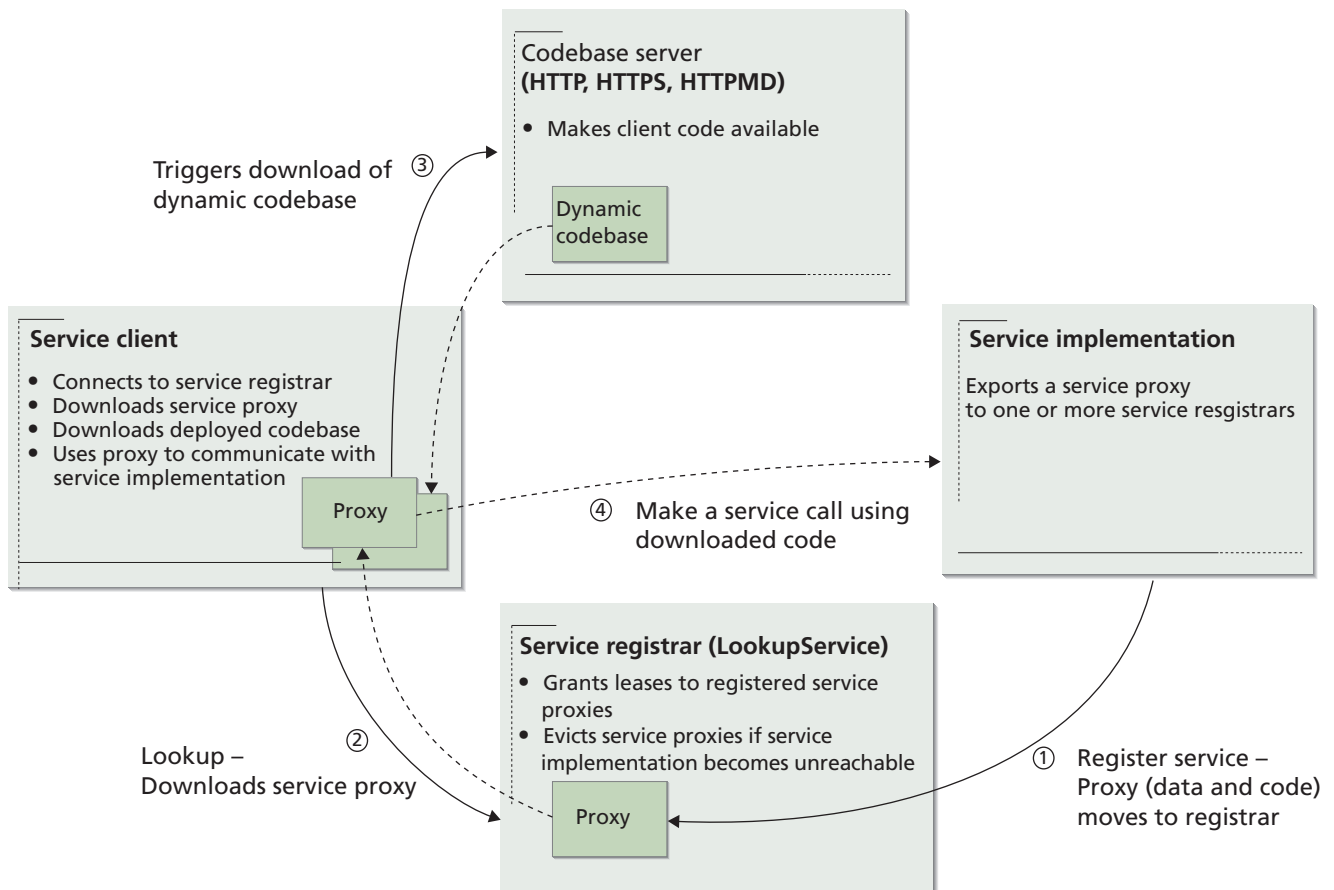 Codebase server
(HTTP, HTTPS, HTTPMD)
• Makes client code available
Dynamic
codebase
Triggers download of
dynamic codebase
③
Service client
• Connects to service registrar
• Downloads service proxy
• Downloads deployed codebase
• Uses proxy to communicate with
service implementation
Proxy
Service implementation
Exports a service proxy
to one or more service resgistrars
④ Make a service call using
downloaded code
Service registrar (LookupService)
• Grants leases to registered service
proxies
• Evicts service proxies if service
implementation becomes unreachable
Proxy
②
Lookup –
Downloads service proxy
① Register service –
Proxy (data and code)
moves to registrar